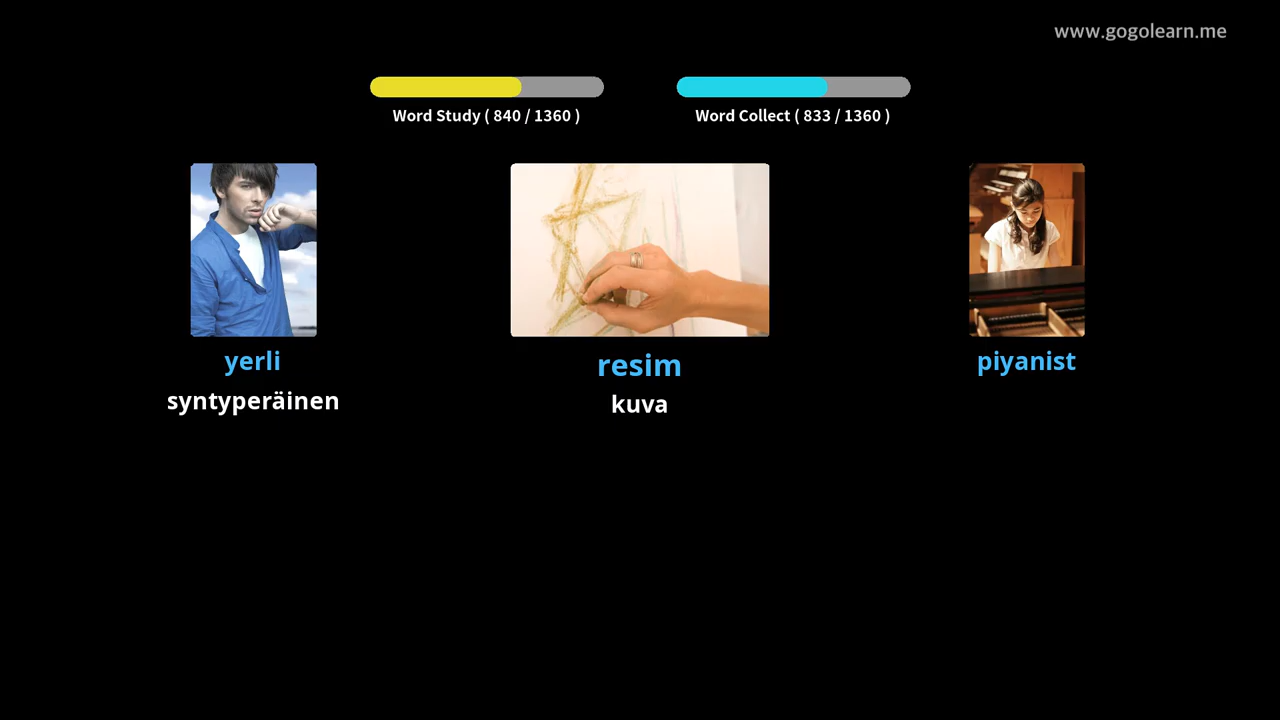 www.gogolearn.me
Word Study ( 840 / 1360 )
Word Collect ( 833 / 1360 )
yerli
syntyperäinen
resim
kuva
piyanist